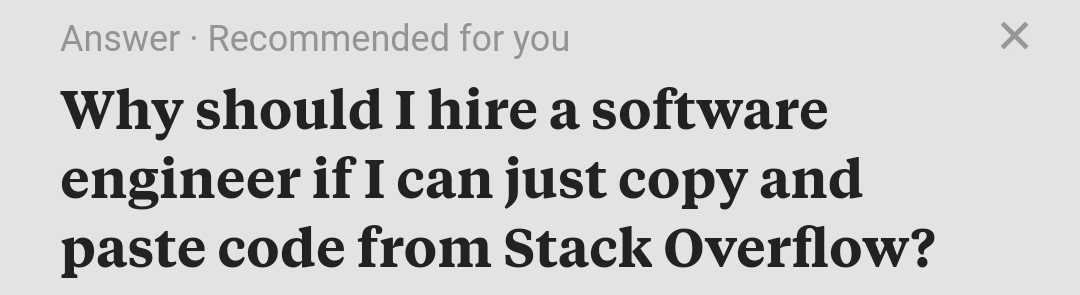 Answer · Recommended for you
Why should I hire a software
engineer if I can just copy and
paste code from Stack Overflow?